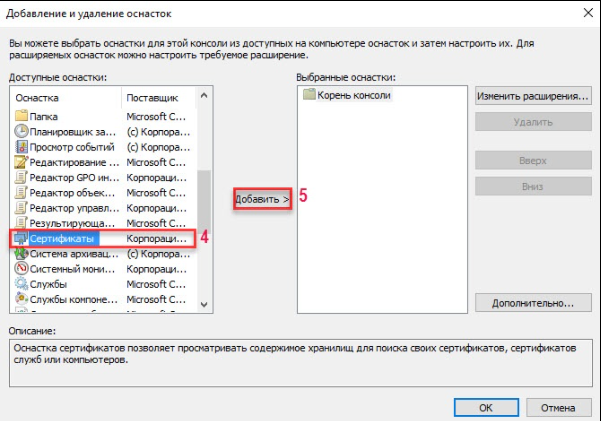 Добавление и удаление оснасток
Вы можете выбрать оснастки для этой консоли из доступных на компьютере оснасток и затем настроить их. Для
расширяемых оснасток можно настроить требуемое расширение.
Доступные оснастки:
Оснастка Поставщик
Папка Microsoft C...
Планировщик за... (c) Корпора...
Просмотр событий (c) Корпора...
Редактирование ... Microsoft C...
Редактор GPO ин... Корпораци...
Редактор объек... Microsoft C...
Редактор управл... Корпораци...
Результирующа... Microsoft C...
Сертификаты Корпораци... 4
Система архивац... (c) Корпора...
Системный мони... Корпораци...
Службы Microsoft C...
Службы компоне... Microsoft C...
Добавить > 5
Выбранные оснастки:
Корень консоли
Изменить расширения...
Удалить
Вверх
Вниз
Дополнительно...
Описание:
Оснастка сертификатов позволяет просматривать содержимое хранилищ для поиска своих сертификатов, сертификатов
служб или компьютеров.
ОК Отмена